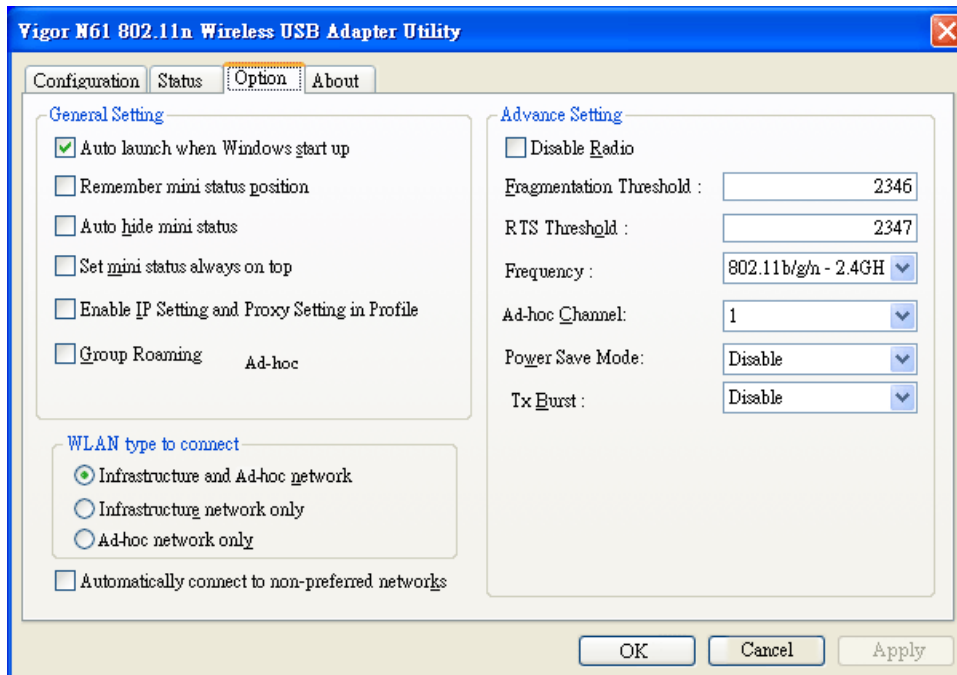 Vigor N61 802.11n Wireless USB Adapter Utility
Configuration
Status
Option
About
General Setting
Auto launch when Windows start up
Remember mini status position
Auto hide mini status
Set mini status always on top
Enable IP Setting and Proxy Setting in Profile
Group Roaming
Ad-hoc
WLAN type to connect
Infrastructure and Ad-hoc network
Infrastructure network only
Ad-hoc network only
Automatically connect to non-preferred networks
Advance Setting
Disable Radio
Fragmentation Threshold : 2346
RTS Threshold : 2347
Frequency : 802.11b/g/n - 2.4GH
Ad-hoc Channel: 1
Power Save Mode: Disable
Tx Burst : Disable
OK
Cancel
Apply